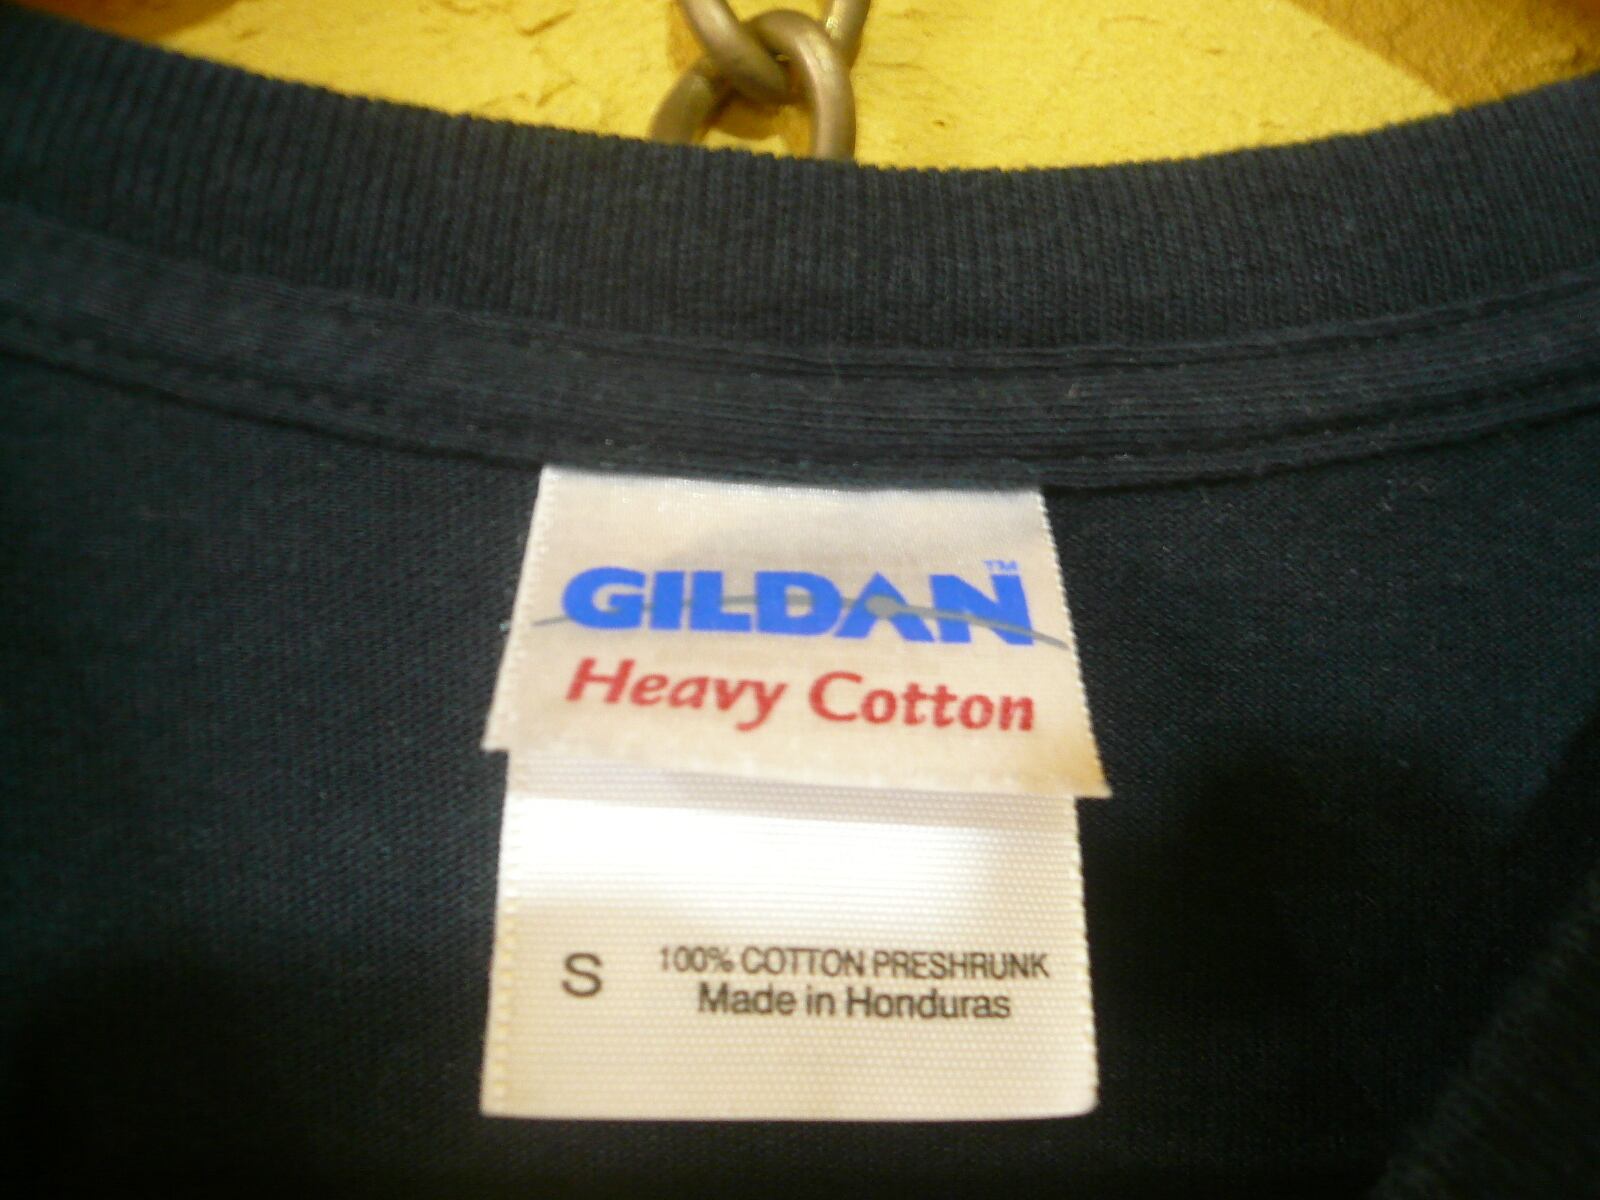 GILDAN™
Heavy Cotton
S 100% COTTON PRESHRUNK
Made in Honduras